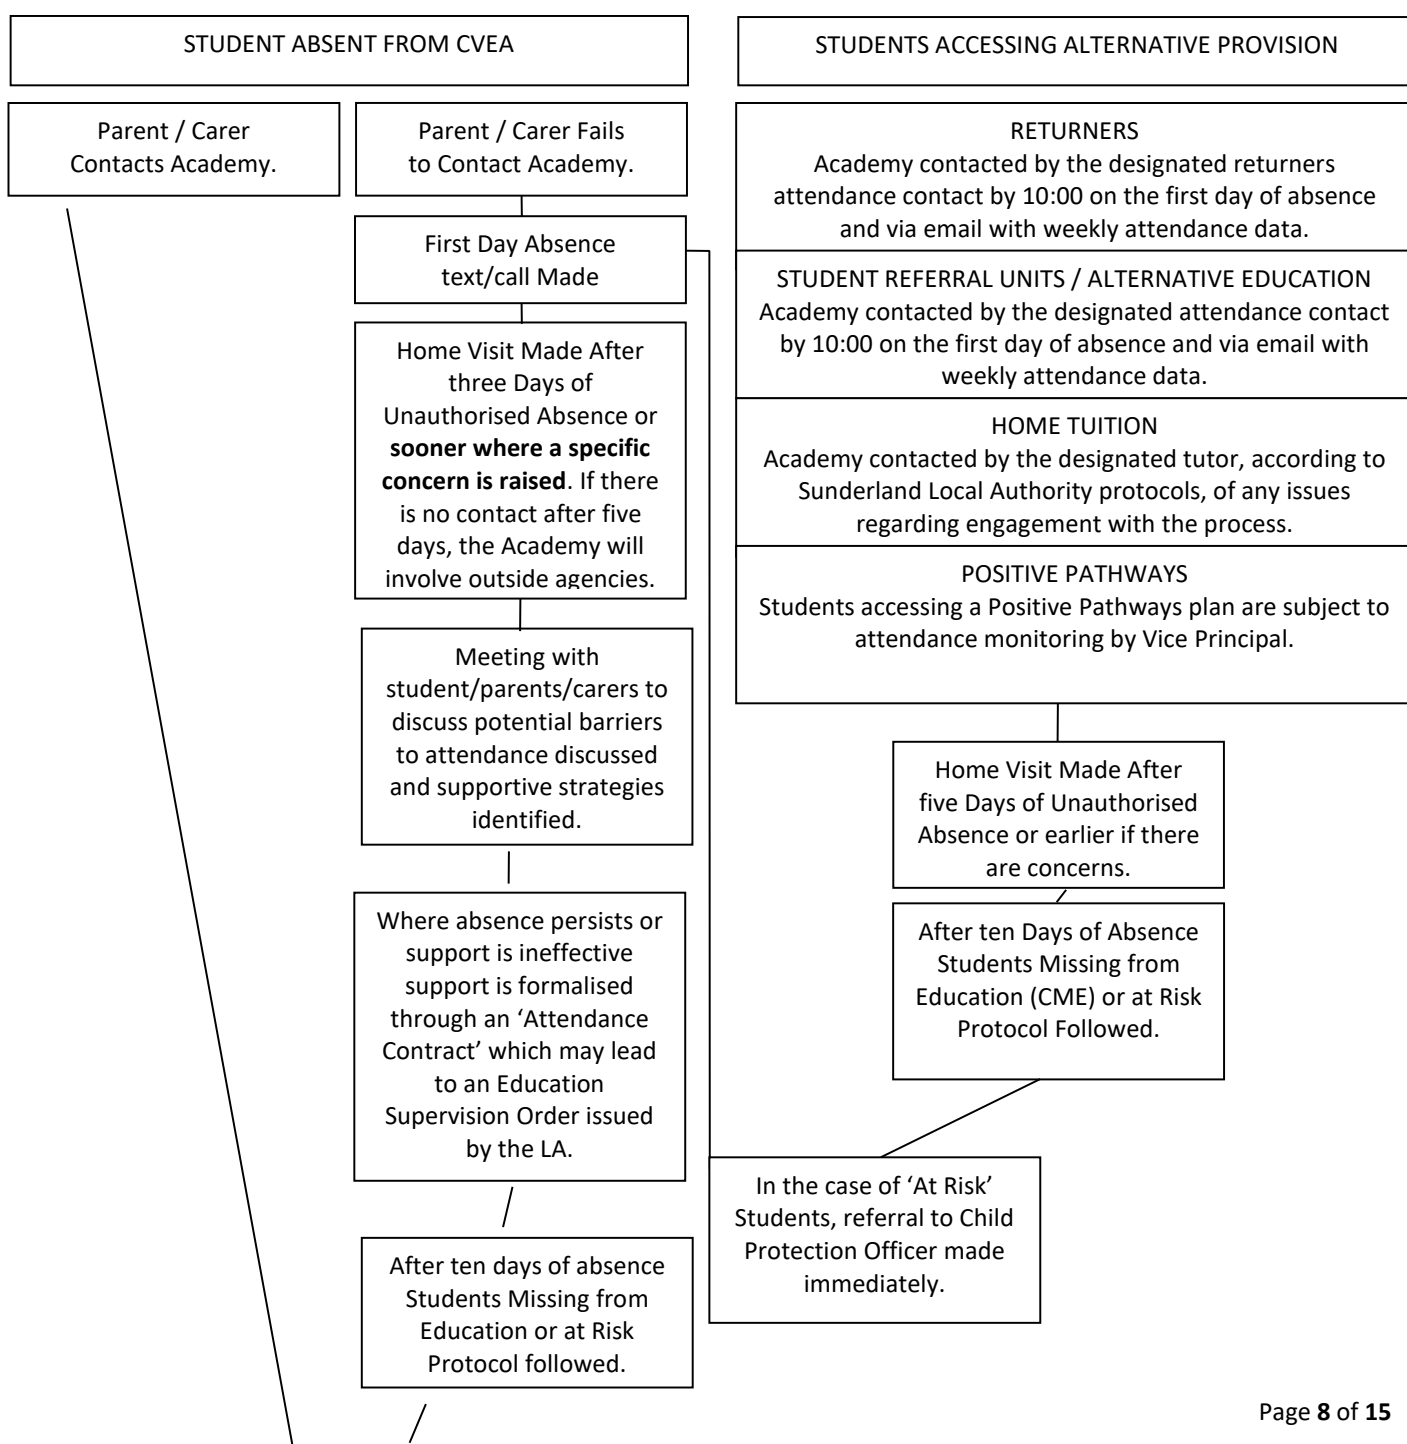 STUDENT ABSENT FROM CVEA
Parent / Carer
Contacts Academy.
Parent / Carer Fails
to Contact Academy.
First Day Absence
text/call Made
Home Visit Made After
three Days of
Unauthorised Absence or
sooner where a specific
concern is raised. If there
is no contact after five
days, the Academy will
involve outside agencies.
Meeting with
student/parents/carers to
discuss potential barriers
to attendance discussed
and supportive strategies
identified.
Where absence persists or
support is ineffective
support is formalised
through an ‘Attendance
Contract’ which may lead
to an Education
Supervision Order issued
by the LA.
After ten days of absence
Students Missing from
Education or at Risk
Protocol followed.
STUDENTS ACCESSING ALTERNATIVE PROVISION
RETURNERS
Academy contacted by the designated returners
attendance contact by 10:00 on the first day of absence
and via email with weekly attendance data.
STUDENT REFERRAL UNITS / ALTERNATIVE EDUCATION
Academy contacted by the designated attendance contact
by 10:00 on the first day of absence and via email with
weekly attendance data.
HOME TUITION
Academy contacted by the designated tutor, according to
Sunderland Local Authority protocols, of any issues
regarding engagement with the process.
POSITIVE PATHWAYS
Students accessing a Positive Pathways plan are subject to
attendance monitoring by Vice Principal.
Home Visit Made After
five Days of Unauthorised
Absence or earlier if there
are concerns.
After ten Days of Absence
Students Missing from
Education (CME) or at Risk
Protocol Followed.
In the case of ‘At Risk’
Students, referral to Child
Protection Officer made
immediately.
Page 8 of 15